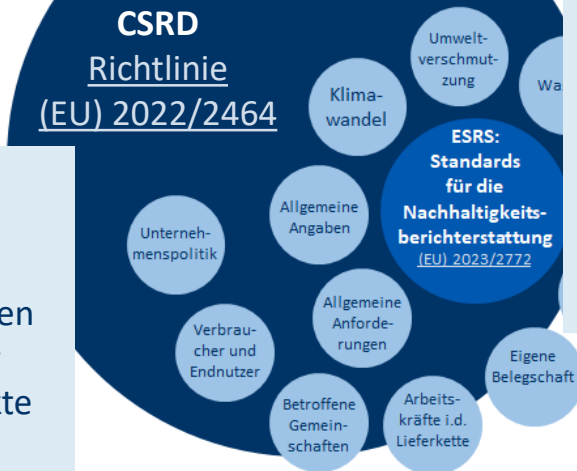 CSRD
Richtlinie
(EU) 2022/2464
Umwelt-
verschmut-
zung
Klima-
wandel
ESRS:
Standards
für die
Nachhaltigkeits-
berichterstattung
(EU) 2023/2772
Allgemeine
Angaben
Unterneh-
menspolitik
Allgemeine
Anforde-
rungen
Verbrau-
cher und
Endnutzer
Eigene
Belegschaft
Betroffene
Gemein-
schaften
Arbeits-
kräfte i.d.
Lieferkette